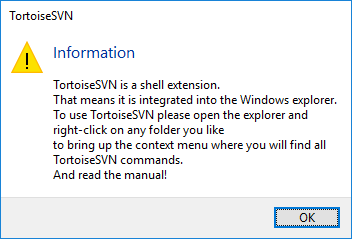 TortoiseSVN
Information
TortoiseSVN is a shell extension.
That means it is integrated into the Windows explorer.
To use TortoiseSVN please open the explorer and
right-click on any folder you like
to bring up the context menu where you will find all
TortoiseSVN commands.
And read the manual!
OK